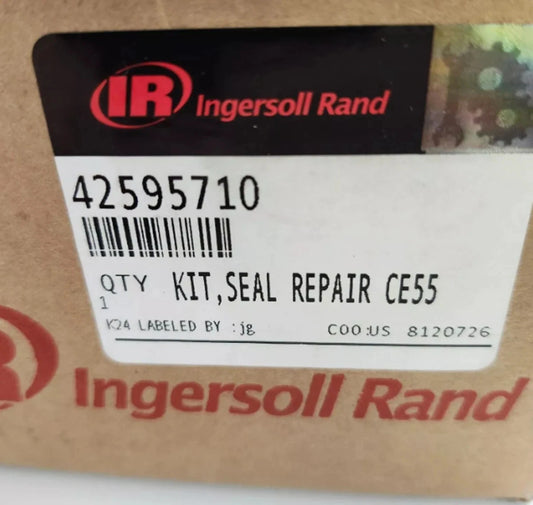 IR Ingersoll Rand
42595710
QTY KIT,SEAL REPAIR CE55
1
K24 LABELED BY :jg COO:US 8120726
R Ingersoll Rand